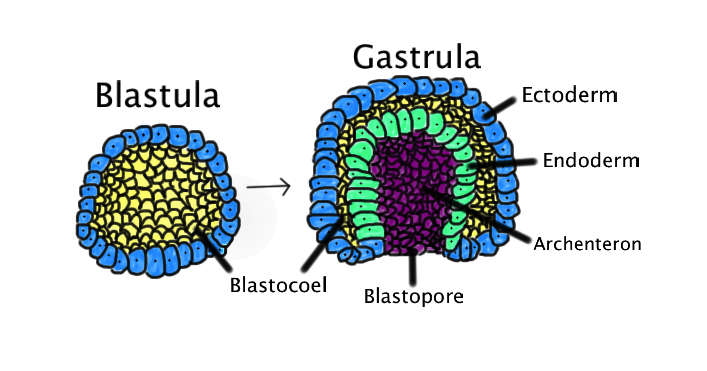 Gastrula
Blastula
Ectoderm
Endoderm
Archenteron
Blastocoel
Blastopore